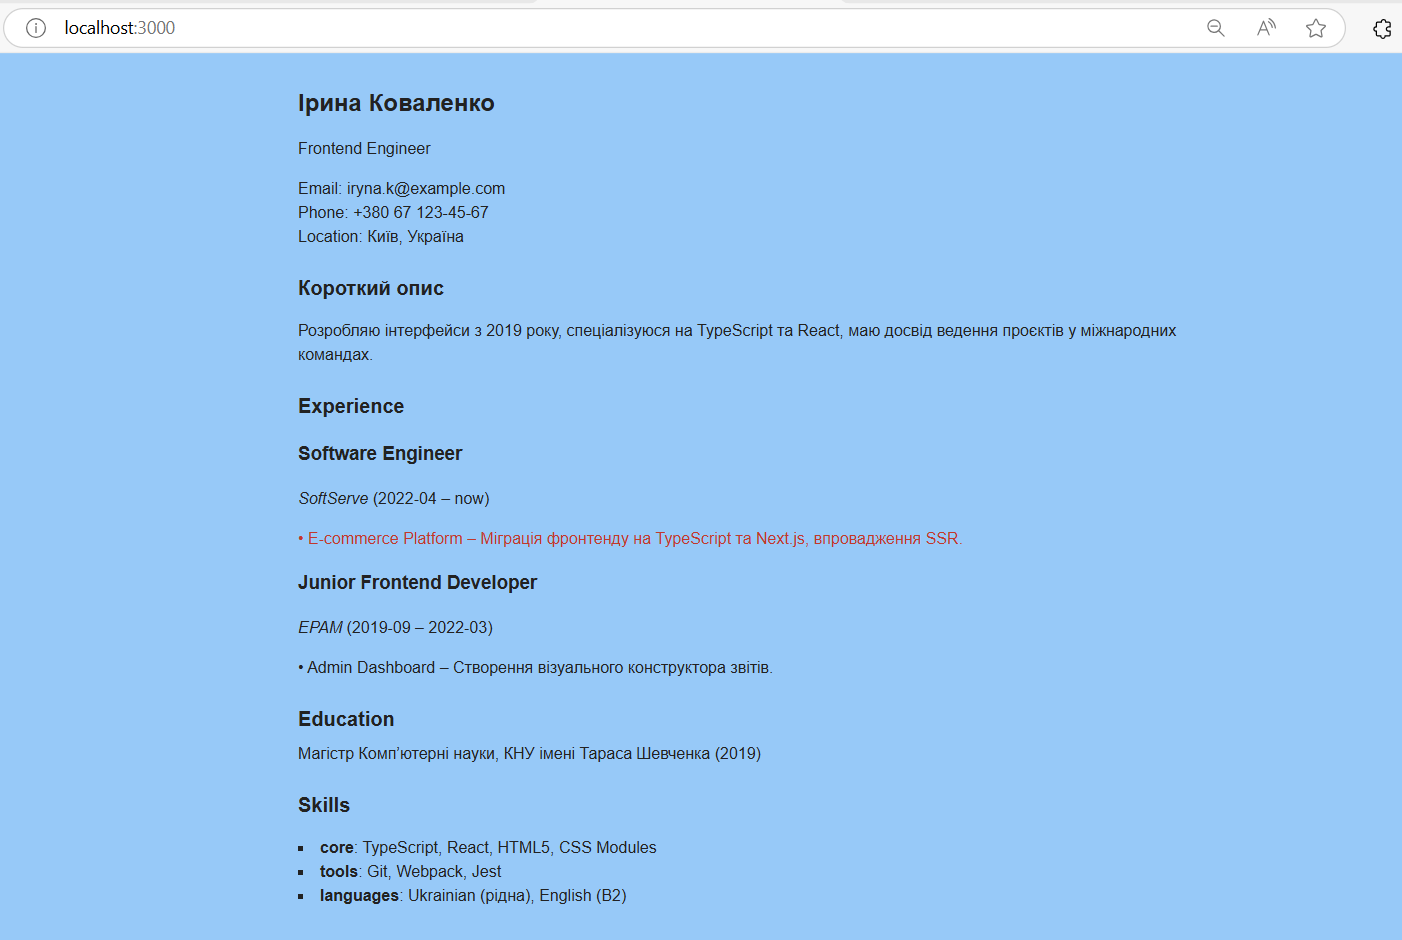 localhost:3000
Ірина Коваленко
Frontend Engineer
Email: iryna.k@example.com
Phone: +380 67 123-45-67
Location: Київ, Україна
Короткий опис
Розробляю інтерфейси з 2019 року, спеціалізуюся на TypeScript та React, маю досвід ведення проєктів у міжнародних
командах.
Experience
Software Engineer
SoftServe (2022-04 – now)
• E-commerce Platform – Міграція фронтенду на TypeScript та Next.js, впровадження SSR.
Junior Frontend Developer
EPAM (2019-09 – 2022-03)
• Admin Dashboard – Створення візуального конструктора звітів.
Education
Магістр Комп’ютерні науки, КНУ імені Тараса Шевченка (2019)
Skills
▪ core: TypeScript, React, HTML5, CSS Modules
▪ tools: Git, Webpack, Jest
▪ languages: Ukrainian (рідна), English (B2)